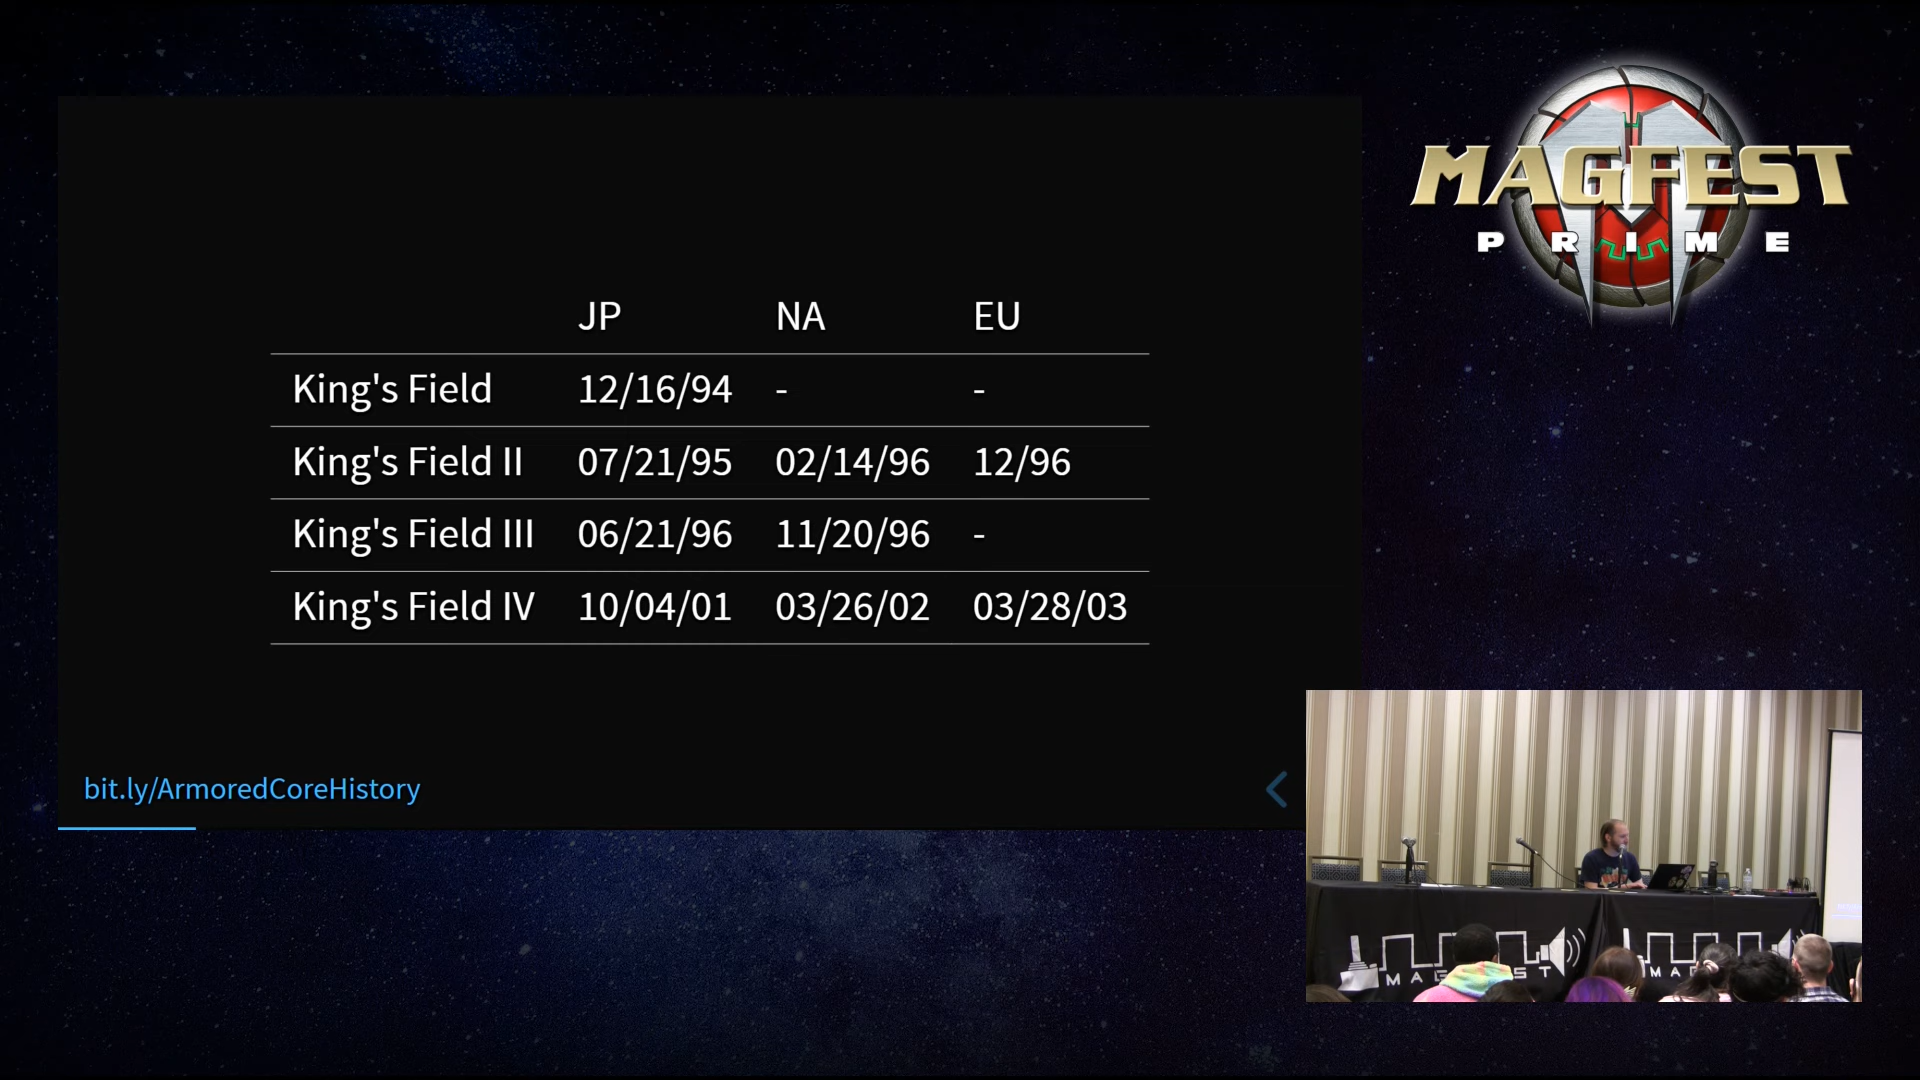 MAGFEST
PRIME
JP NA EU
King's Field 12/16/94 - -
King's Field II 07/21/95 02/14/96 12/96
King's Field III 06/21/96 11/20/96 -
King's Field IV 10/04/01 03/26/02 03/28/03
bit.ly/ArmoredCoreHistory